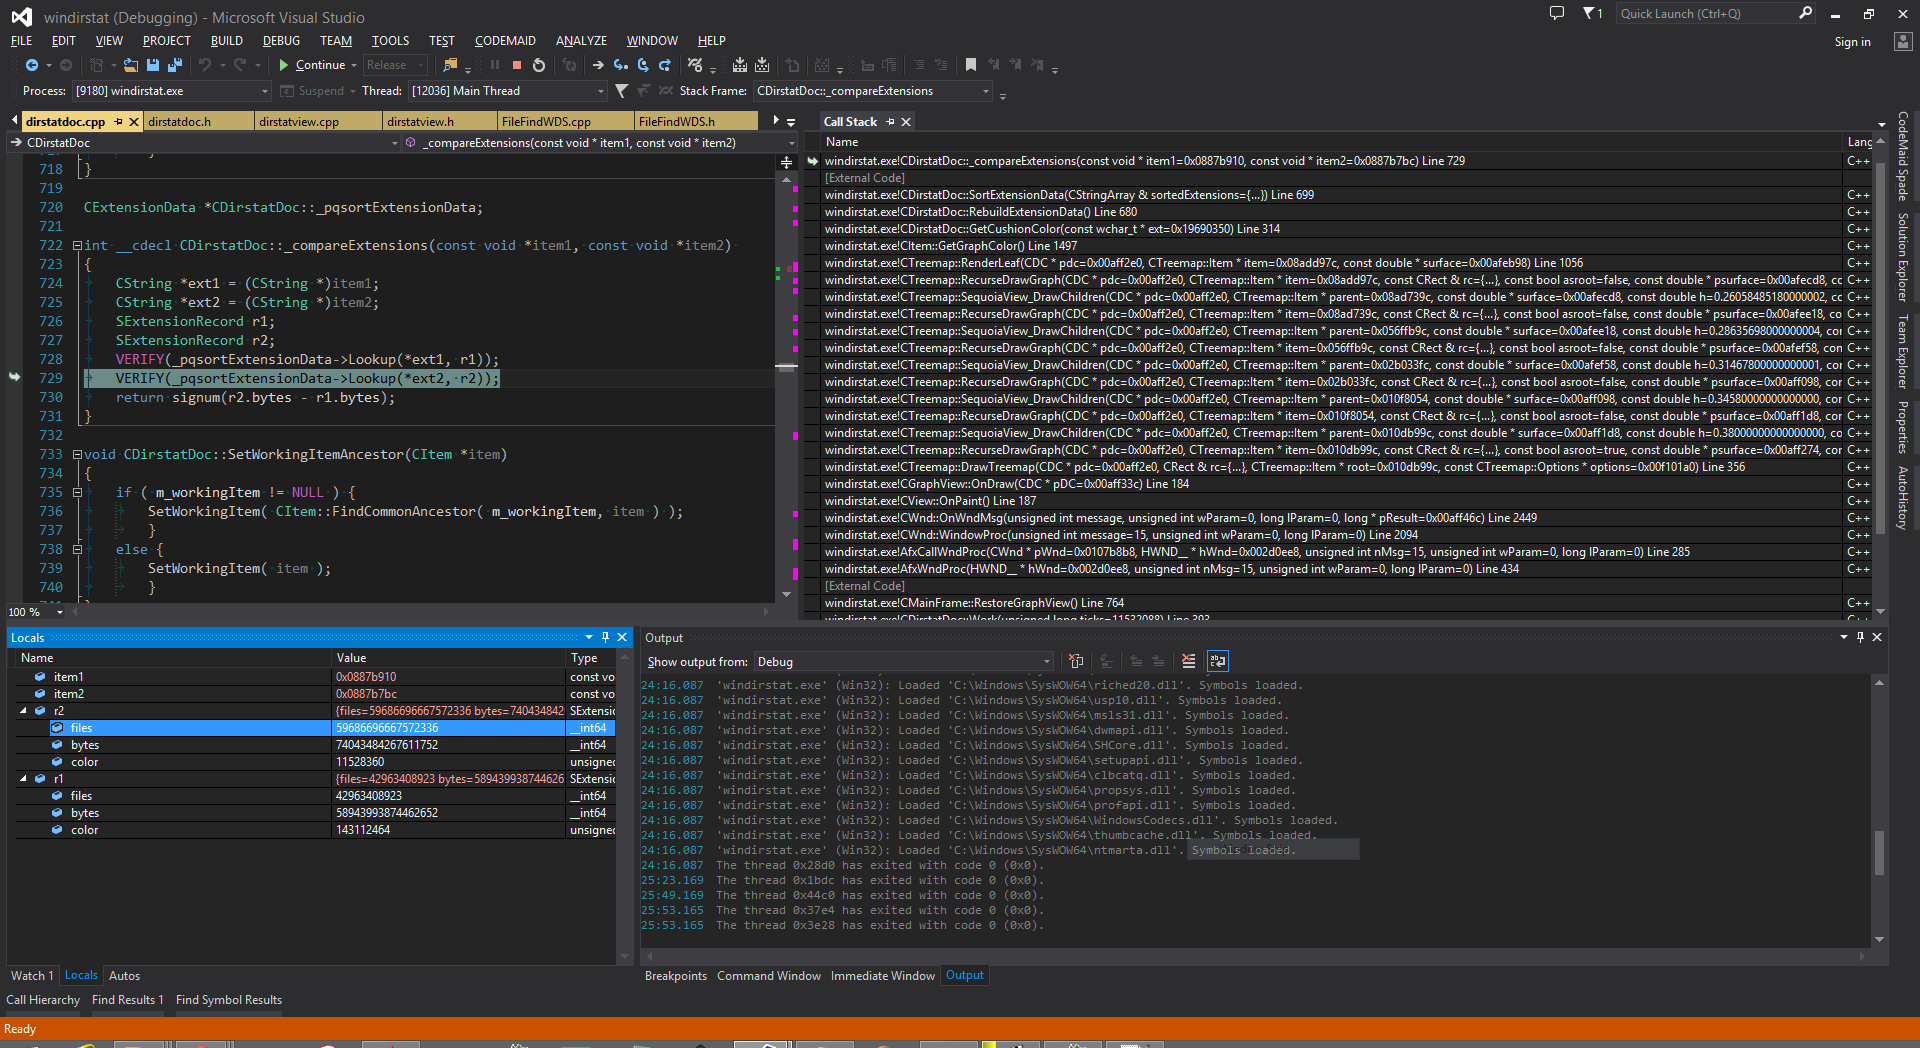 windirstat (Debugging) - Microsoft Visual Studio
1
Quick Launch (Ctrl+Q)
FILE EDIT VIEW PROJECT BUILD DEBUG TEAM TOOLS TEST CODEMAID ANALYZE WINDOW HELP
Sign in
Continue Release
Process: [9180] windirstat.exe Suspend Thread: [12036] Main Thread Stack Frame: CDirstatDoc::_compareExtensions
dirstatdoc.cpp dirstatdoc.h dirstatview.cpp dirstatview.h FileFindWDS.cpp FileFindWDS.h
CDirstatDoc _compareExtensions(const void * item1, const void * item2)
718 }
719
720 CExtensionData *CDirstatDoc::_pqsortExtensionData;
721
722 int __cdecl CDirstatDoc::_compareExtensions(const void *item1, const void *item2)
723 {
724 CString *ext1 = (CString *)item1;
725 CString *ext2 = (CString *)item2;
726 SExtensionRecord r1;
727 SExtensionRecord r2;
728 VERIFY(_pqsortExtensionData->Lookup(*ext1, r1));
729 VERIFY(_pqsortExtensionData->Lookup(*ext2, r2));
730 return signum(r2.bytes - r1.bytes);
731 }
732
733 void CDirstatDoc::SetWorkingItemAncestor(CItem *item)
734 {
735 if ( m_workingItem != NULL ) {
736 SetWorkingItem( CItem::FindCommonAncestor( m_workingItem, item ) );
737 }
738 else {
739 SetWorkingItem( item );
740 }
100 %
Call Stack
Name Lang
windirstat.exe!CDirstatDoc::_compareExtensions(const void * item1=0x0887b910, const void * item2=0x0887b7bc) Line 729 C++
[External Code]
windirstat.exe!CDirstatDoc::SortExtensionData(CStringArray & sortedExtensions={...}) Line 699 C++
windirstat.exe!CDirstatDoc::RebuildExtensionData() Line 680 C++
windirstat.exe!CDirstatDoc::GetCushionColor(const wchar_t * ext=0x19690350) Line 314 C++
windirstat.exe!CItem::GetGraphColor() Line 1497 C++
windirstat.exe!CTreemap::RenderLeaf(CDC * pdc=0x00aff2e0, CTreemap::Item * item=0x08add97c, const double * surface=0x00afeb98) Line 1056 C++
windirstat.exe!CTreemap::RecurseDrawGraph(CDC * pdc=0x00aff2e0, CTreemap::Item * item=0x08add97c, const CRect & rc={...}, const bool asroot=false, const double * psurface=0x00afecd8, co C++
windirstat.exe!CTreemap::SequoiaView_DrawChildren(CDC * pdc=0x00aff2e0, CTreemap::Item * parent=0x08ad739c, const double * surface=0x00afecd8, const double h=0.26058485180000002, co C++
windirstat.exe!CTreemap::RecurseDrawGraph(CDC * pdc=0x00aff2e0, CTreemap::Item * item=0x08ad739c, const CRect & rc={...}, const bool asroot=false, const double * psurface=0x00afee18, cor C++
windirstat.exe!CTreemap::SequoiaView_DrawChildren(CDC * pdc=0x00aff2e0, CTreemap::Item * parent=0x056ffb9c, const double * surface=0x00afee18, const double h=0.28635698000000004, co C++
windirstat.exe!CTreemap::RecurseDrawGraph(CDC * pdc=0x00aff2e0, CTreemap::Item * item=0x056ffb9c, const CRect & rc={...}, const bool asroot=false, const double * psurface=0x00afef58, cor C++
windirstat.exe!CTreemap::SequoiaView_DrawChildren(CDC * pdc=0x00aff2e0, CTreemap::Item * parent=0x02b033fc, const double * surface=0x00afef58, const double h=0.31467800000000001, co C++
windirstat.exe!CTreemap::RecurseDrawGraph(CDC * pdc=0x00aff2e0, CTreemap::Item * item=0x02b033fc, const CRect & rc={...}, const bool asroot=false, const double * psurface=0x00aff098, cor C++
windirstat.exe!CTreemap::SequoiaView_DrawChildren(CDC * pdc=0x00aff2e0, CTreemap::Item * parent=0x010f8054, const double * surface=0x00aff098, const double h=0.34580000000000000, co C++
windirstat.exe!CTreemap::RecurseDrawGraph(CDC * pdc=0x00aff2e0, CTreemap::Item * item=0x010f8054, const CRect & rc={...}, const bool asroot=false, const double * psurface=0x00aff1d8, cor C++
windirstat.exe!CTreemap::SequoiaView_DrawChildren(CDC * pdc=0x00aff2e0, CTreemap::Item * parent=0x010db99c, const double * surface=0x00aff1d8, const double h=0.38000000000000000, co C++
windirstat.exe!CTreemap::RecurseDrawGraph(CDC * pdc=0x00aff2e0, CTreemap::Item * item=0x010db99c, const CRect & rc={...}, const bool asroot=true, const double * psurface=0x00aff274, con C++
windirstat.exe!CTreemap::DrawTreemap(CDC * pdc=0x00aff2e0, CRect & rc={...}, CTreemap::Item * root=0x010db99c, const CTreemap::Options * options=0x00f101a0) Line 356 C++
windirstat.exe!CGraphView::OnDraw(CDC * pDC=0x00aff33c) Line 184 C++
windirstat.exe!CView::OnPaint() Line 187 C++
windirstat.exe!CWnd::OnWndMsg(unsigned int message, unsigned int wParam=0, long lParam=0, long * pResult=0x00aff46c) Line 2449 C++
windirstat.exe!CWnd::WindowProc(unsigned int message=15, unsigned int wParam=0, long lParam=0) Line 2094 C++
windirstat.exe!AfxCallWndProc(CWnd * pWnd=0x0107b8b8, HWND__ * hWnd=0x002d0ee8, unsigned int nMsg=15, unsigned int wParam=0, long lParam=0) Line 285 C++
windirstat.exe!AfxWndProc(HWND__ * hWnd=0x002d0ee8, unsigned int nMsg=15, unsigned int wParam=0, long lParam=0) Line 434 C++
[External Code]
windirstat.exe!CMainFrame::RestoreGraphView() Line 764 C++
windirstat.exe!CDirstatDoc::Work(unsigned long ticks=11532088) Line 393
CodeMaid Spade
Solution Explorer
Team Explorer
Properties
AutoHistory
Locals
Name Value Type
item1 0x0887b910 const vo
item2 0x0887b7bc const vo
r2 {files=59686696667572336 bytes=740434842 SExtensi
files 59686696667572336 __int64
bytes 74043484267611752 __int64
color 11528360 unsigned
r1 {files=42963408923 bytes=589439938744626 SExtensi
files 42963408923 __int64
bytes 58943993874462652 __int64
color 143112464 unsigned
Watch 1 Locals Autos
Output
Show output from: Debug
24:16.087 'windirstat.exe' (Win32): Loaded 'C:\Windows\SysWOW64\riched20.dll'. Symbols loaded.
24:16.087 'windirstat.exe' (Win32): Loaded 'C:\Windows\SysWOW64\usp10.dll'. Symbols loaded.
24:16.087 'windirstat.exe' (Win32): Loaded 'C:\Windows\SysWOW64\msls31.dll'. Symbols loaded.
24:16.087 'windirstat.exe' (Win32): Loaded 'C:\Windows\SysWOW64\dwmapi.dll'. Symbols loaded.
24:16.087 'windirstat.exe' (Win32): Loaded 'C:\Windows\SysWOW64\SHCore.dll'. Symbols loaded.
24:16.087 'windirstat.exe' (Win32): Loaded 'C:\Windows\SysWOW64\setupapi.dll'. Symbols loaded.
24:16.087 'windirstat.exe' (Win32): Loaded 'C:\Windows\SysWOW64\clbcatq.dll'. Symbols loaded.
24:16.087 'windirstat.exe' (Win32): Loaded 'C:\Windows\SysWOW64\propsys.dll'. Symbols loaded.
24:16.087 'windirstat.exe' (Win32): Loaded 'C:\Windows\SysWOW64\profapi.dll'. Symbols loaded.
24:16.087 'windirstat.exe' (Win32): Loaded 'C:\Windows\SysWOW64\WindowsCodecs.dll'. Symbols loaded.
24:16.087 'windirstat.exe' (Win32): Loaded 'C:\Windows\SysWOW64\thumbcache.dll'. Symbols loaded.
24:16.087 'windirstat.exe' (Win32): Loaded 'C:\Windows\SysWOW64\ntmarta.dll'. Symbols loaded.
24:16.087 The thread 0x28d0 has exited with code 0 (0x0).
25:23.169 The thread 0x1bdc has exited with code 0 (0x0).
25:49.169 The thread 0x44c0 has exited with code 0 (0x0).
25:53.165 The thread 0x37e4 has exited with code 0 (0x0).
25:53.165 The thread 0x3e28 has exited with code 0 (0x0).
Breakpoints Command Window Immediate Window Output
Call Hierarchy Find Results 1 Find Symbol Results
Ready